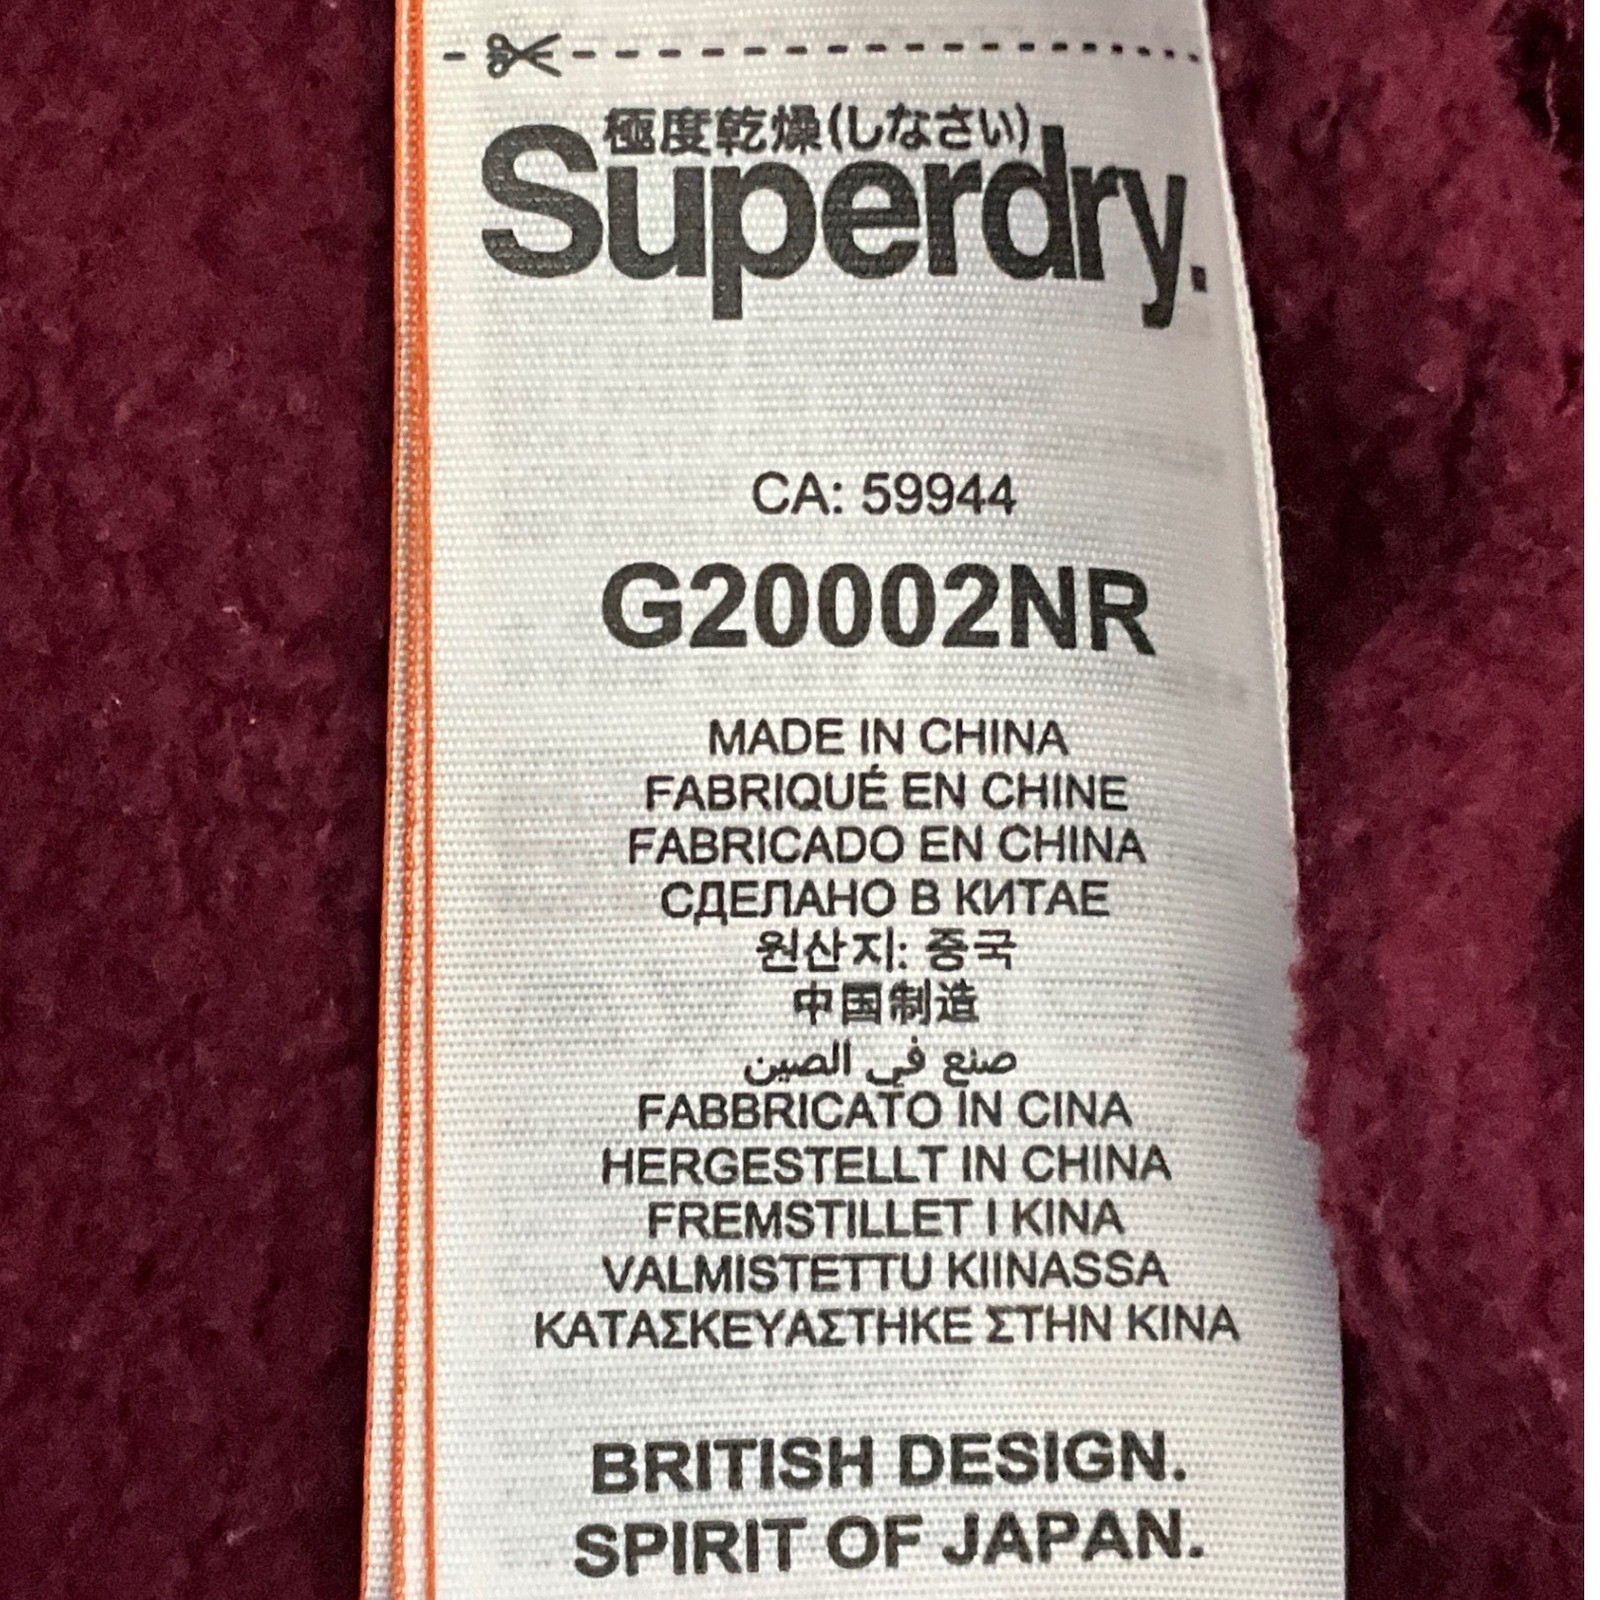 極度乾燥(しなさい)
Superdry.
CA: 59944
G20002NR
MADE IN CHINA
FABRIQUÉ EN CHINE
FABRICADO EN CHINA
СДЕЛАНО В КИТАЕ
원산지: 중국
中国制造
صنع في الصين
FABBRICATO IN CINA
HERGESTELLT IN CHINA
FREMSTILLET I KINA
VALMISTETTU KIINASSA
ΚΑΤΑΣΚΕΥΑΣΤΗΚΕ ΣΤΗΝ ΚΙΝΑ
BRITISH DESIGN.
SPIRIT OF JAPAN.